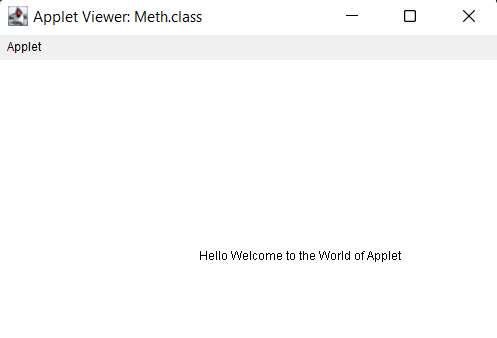 Applet Viewer: Meth.class
Applet
Hello Welcome to the World of Applet